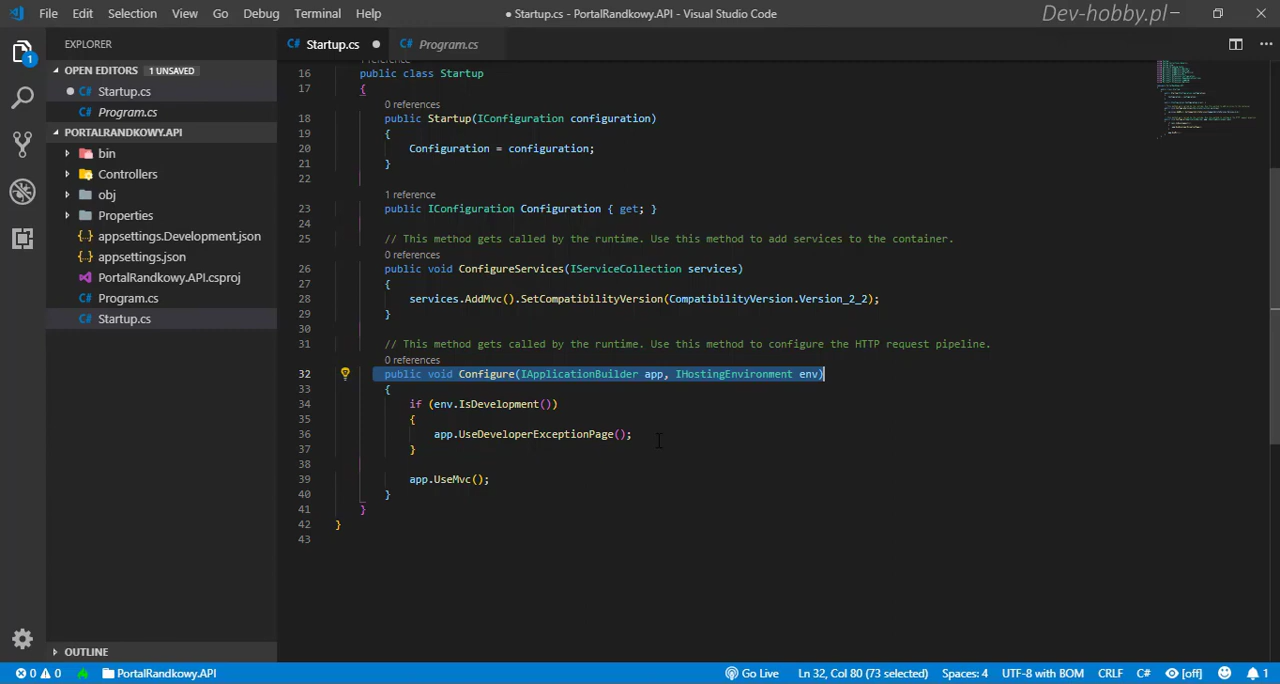 File Edit Selection View Go Debug Terminal Help
● Startup.cs - PortalRandkowy.API - Visual Studio Code
Dev-hobby.pl
EXPLORER
C# Startup.cs ●
C# Program.cs
OPEN EDITORS 1 UNSAVED
● C# Startup.cs
C# Program.cs
PORTALRANDKOWY.API
bin
Controllers
obj
Properties
{..} appsettings.Development.json
{..} appsettings.json
PortalRandkowy.API.csproj
C# Program.cs
C# Startup.cs
OUTLINE
1 reference
16 public class Startup
17 {
0 references
18 public Startup(IConfiguration configuration)
19 {
20 Configuration = configuration;
21 }
22
1 reference
23 public IConfiguration Configuration { get; }
24
25 // This method gets called by the runtime. Use this method to add services to the container.
0 references
26 public void ConfigureServices(IServiceCollection services)
27 {
28 services.AddMvc().SetCompatibilityVersion(CompatibilityVersion.Version_2_2);
29 }
30
31 // This method gets called by the runtime. Use this method to configure the HTTP request pipeline.
0 references
32 public void Configure(IApplicationBuilder app, IHostingEnvironment env)
33 {
34 if (env.IsDevelopment())
35 {
36 app.UseDeveloperExceptionPage();
37 }
38
39 app.UseMvc();
40 }
41 }
42 }
43
0 0 PortalRandkowy.API Go Live Ln 32, Col 80 (73 selected) Spaces: 4 UTF-8 with BOM CRLF C# [off] 1